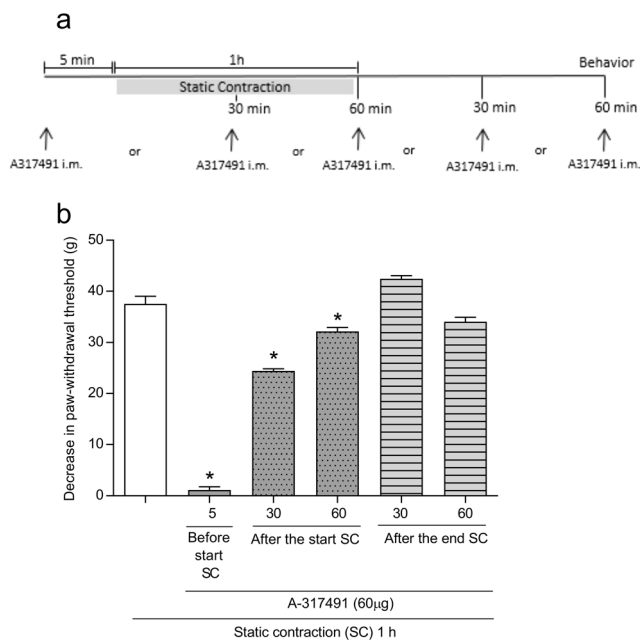 a
5 min
1h
Behavior
Static Contraction
30 min
60 min
30 min
60 min
A317491 i.m.
or
A317491 i.m.
or
A317491 i.m.
or
A317491 i.m.
or
A317491 i.m.
b
Decrease in paw-withdrawal threshold (g)
50
40
30
20
10
0
*
*
*
5
30
60
30
60
Before
start
SC
After the start SC
After the end SC
A-317491 (60µg)
Static contraction (SC) 1 h